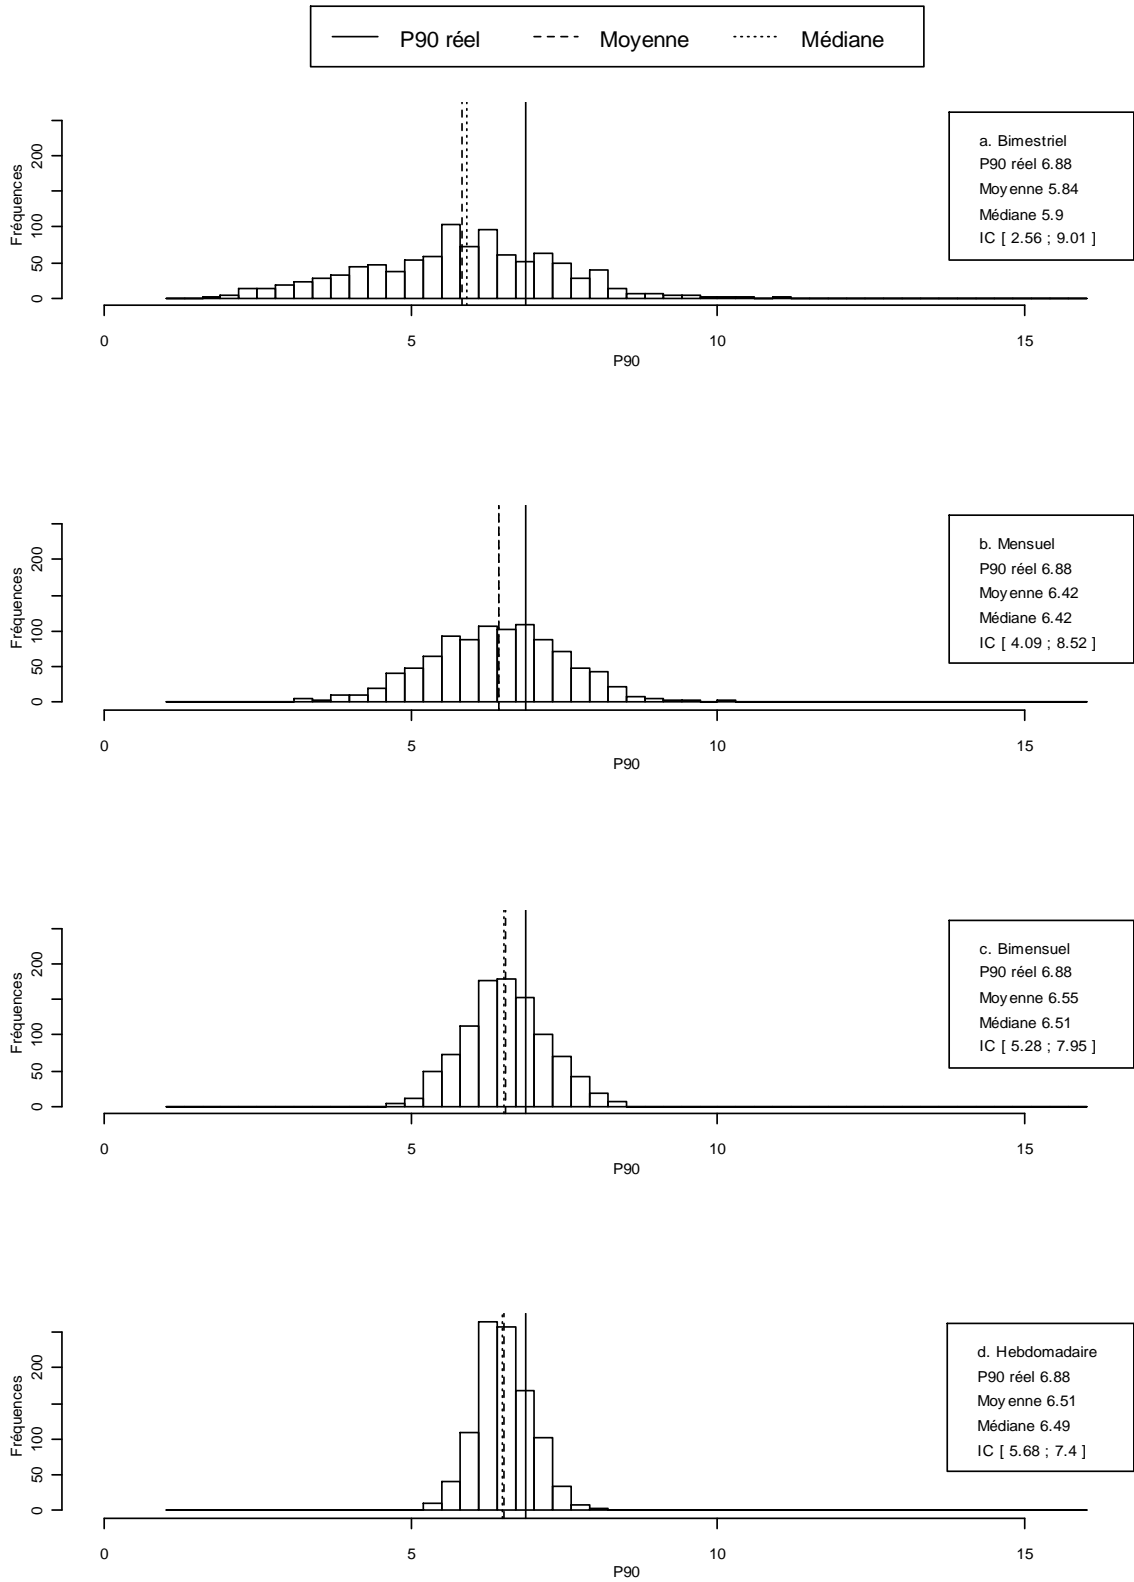 P90 réel Moyenne Médiane
a. Bimestriel
P90 réel 6.88
Moyenne 5.84
Médiane 5.9
IC [ 2.56 ; 9.01 ]
Fréquences
0 50 100 200
0 5 10 15
P90
b. Mensuel
P90 réel 6.88
Moyenne 6.42
Médiane 6.42
IC [ 4.09 ; 8.52 ]
Fréquences
0 50 100 200
0 5 10 15
P90
c. Bimensuel
P90 réel 6.88
Moyenne 6.55
Médiane 6.51
IC [ 5.28 ; 7.95 ]
Fréquences
0 50 100 200
0 5 10 15
P90
d. Hebdomadaire
P90 réel 6.88
Moyenne 6.51
Médiane 6.49
IC [ 5.68 ; 7.4 ]
Fréquences
0 50 100 200
0 5 10 15
P90